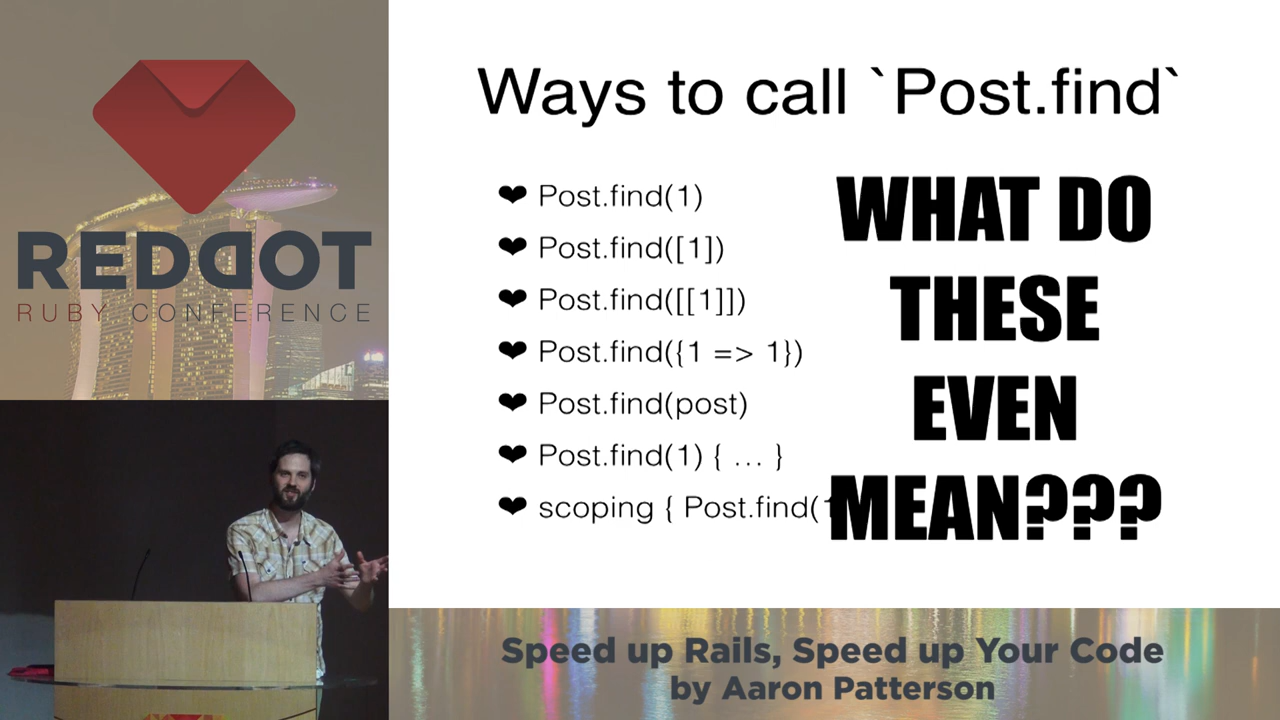 REDDOT
RUBY CONFERENCE
Ways to call `Post.find`
❤ Post.find(1)
❤ Post.find([1])
❤ Post.find([[1]])
❤ Post.find({1 => 1})
❤ Post.find(post)
❤ Post.find(1) { … }
❤ scoping { Post.find(1
WHAT DO
THESE
EVEN
MEAN???
Speed up Rails, Speed up Your Code
by Aaron Patterson